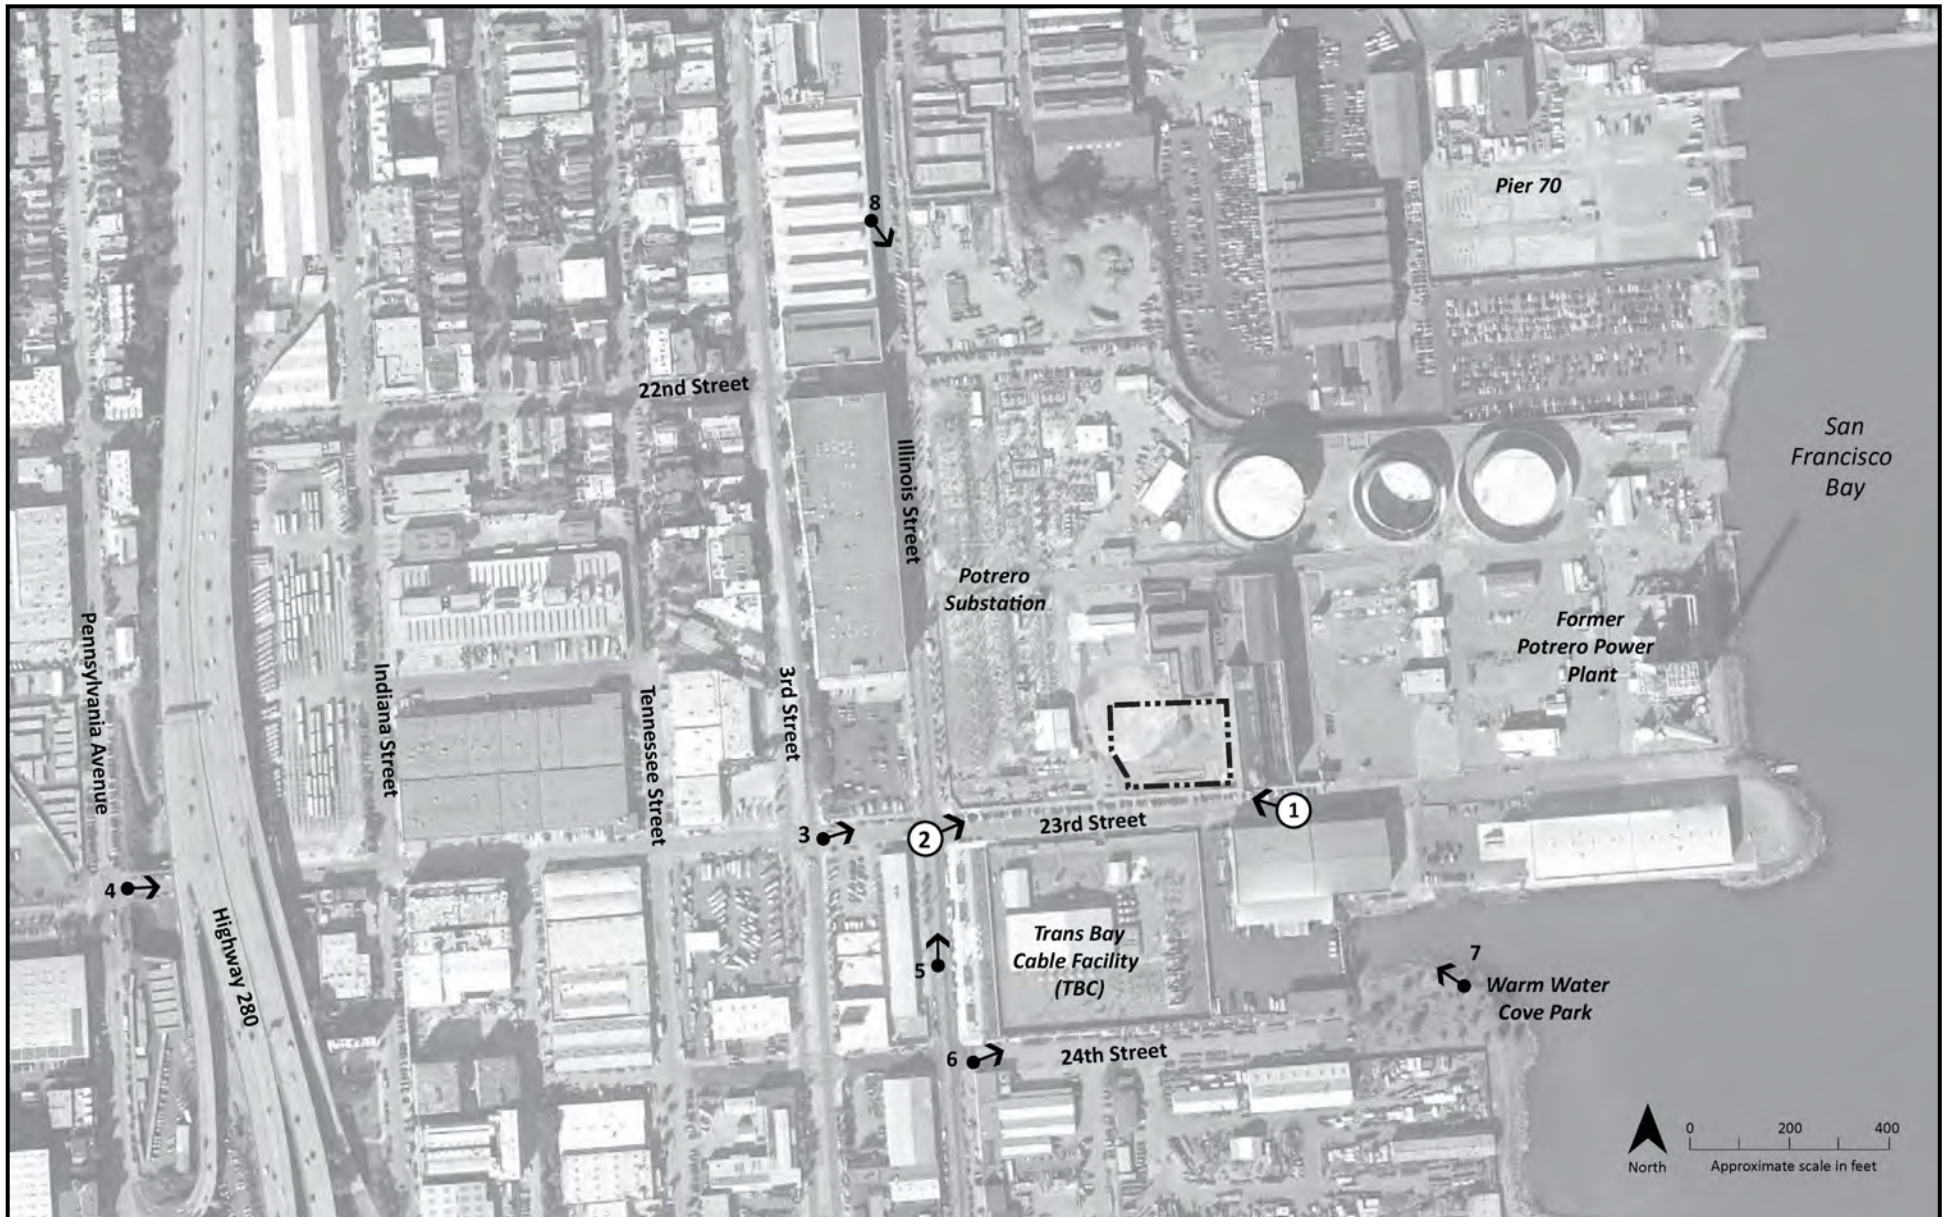 8
Pier 70
22nd Street
San
Francisco
Bay
Illinois Street
Potrero
Substation
Former
Potrero Power
Plant
Pennsylvania Avenue
Indiana Street
Tennessee Street
3rd Street
3
2
23rd Street
1
4
Highway 280
5
Trans Bay
Cable Facility
(TBC)
7
Warm Water
Cove Park
6
24th Street
0 200 400
North
Approximate scale in feet